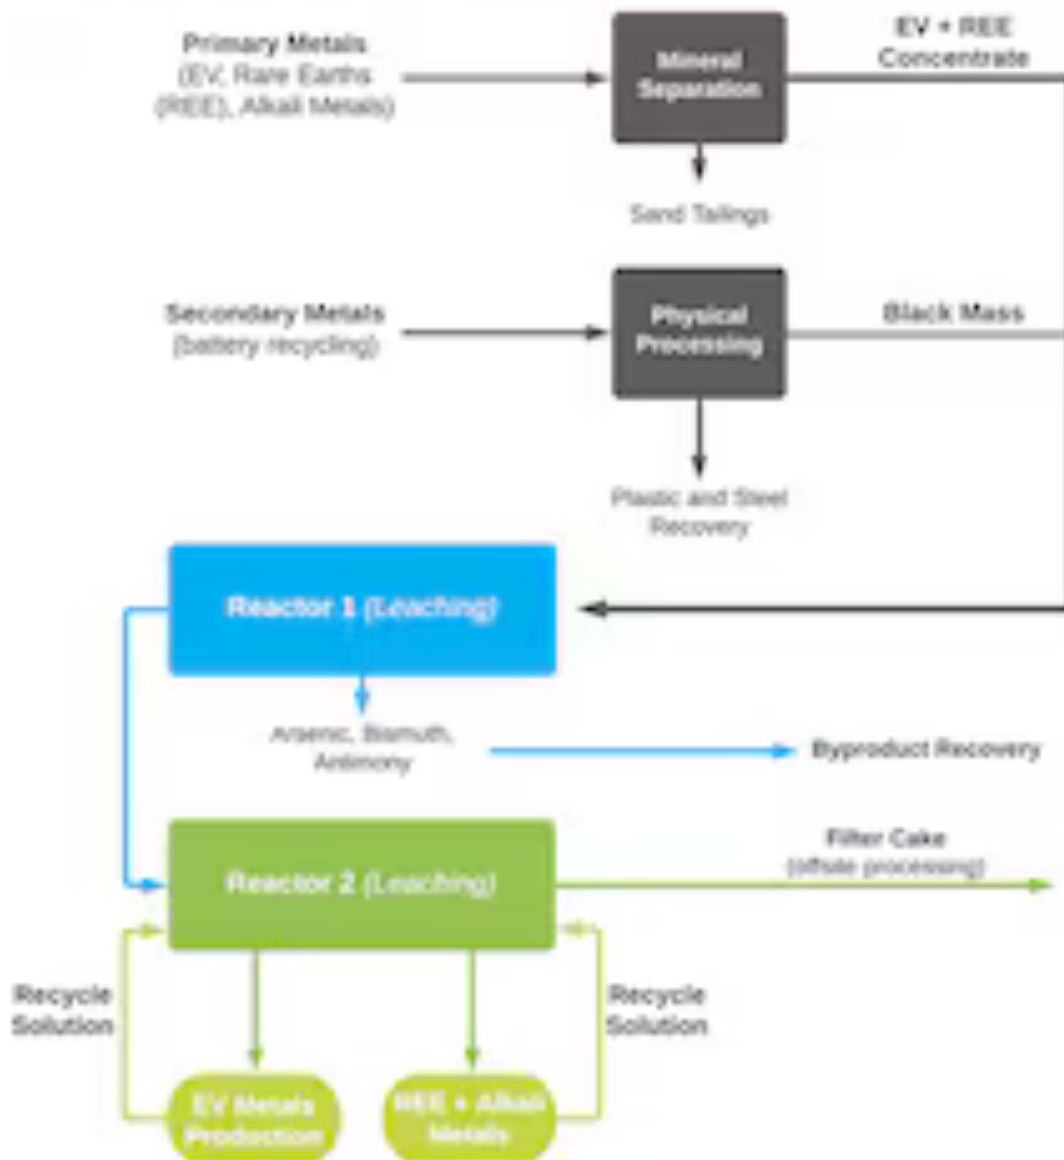 Primary Metals
(EV, Rare Earths
(REE), Alkali Metals)
Mineral
Separation
EV + REE
Concentrate
Sand Tailings
Secondary Metals
(battery recycling)
Physical
Processing
Black Mass
Plastic and Steel
Recovery
Reactor 1 (Leaching)
Arsenic, Bismuth,
Antimony
Byproduct Recovery
Reactor 2 (Leaching)
Filter Cake
(offsite processing)
Recycle
Solution
Recycle
Solution
EV Metals
Production
REE + Alkali
Metals